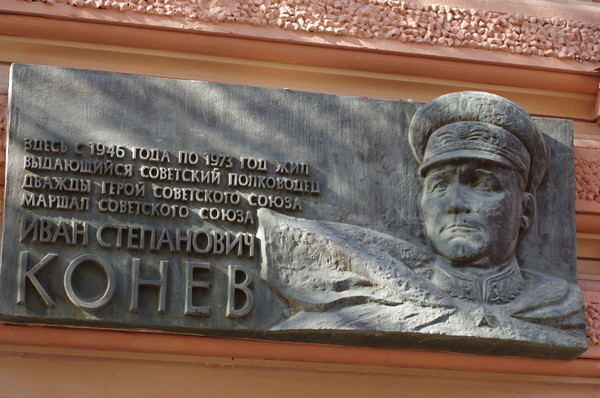 ЗДЕСЬ С 1946 ГОДА ПО 1973 ГОД ЖИЛ
ВЫДАЮЩИЙСЯ СОВЕТСКИЙ ПОЛКОВОДЕЦ
ДВАЖДЫ ГЕРОЙ СОВЕТСКОГО СОЮЗА
МАРШАЛ СОВЕТСКОГО СОЮЗА
ИВАН СТЕПАНОВИЧ
КОНЕВ